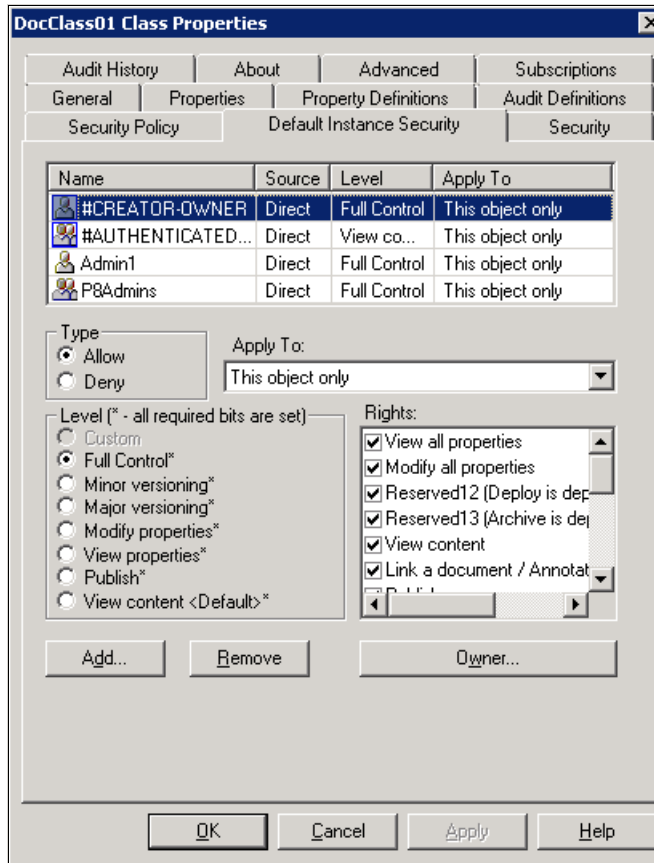 DocClass01 Class Properties
Audit History About Advanced Subscriptions
General Properties Property Definitions Audit Definitions
Security Policy Default Instance Security Security
Name Source Level Apply To
#CREATOR-OWNER Direct Full Control This object only
#AUTHENTICATED... Direct View co... This object only
Admin1 Direct Full Control This object only
P8Admins Direct Full Control This object only
Type
Allow
Deny
Apply To:
This object only
Level (* - all required bits are set)
Custom
Full Control*
Minor versioning*
Major versioning*
Modify properties*
View properties*
Publish*
View content <Default>*
Rights:
View all properties
Modify all properties
Reserved12 (Deploy is dep
Reserved13 (Archive is dep
View content
Link a document / Annotat
Add... Remove Owner...
OK Cancel Apply Help